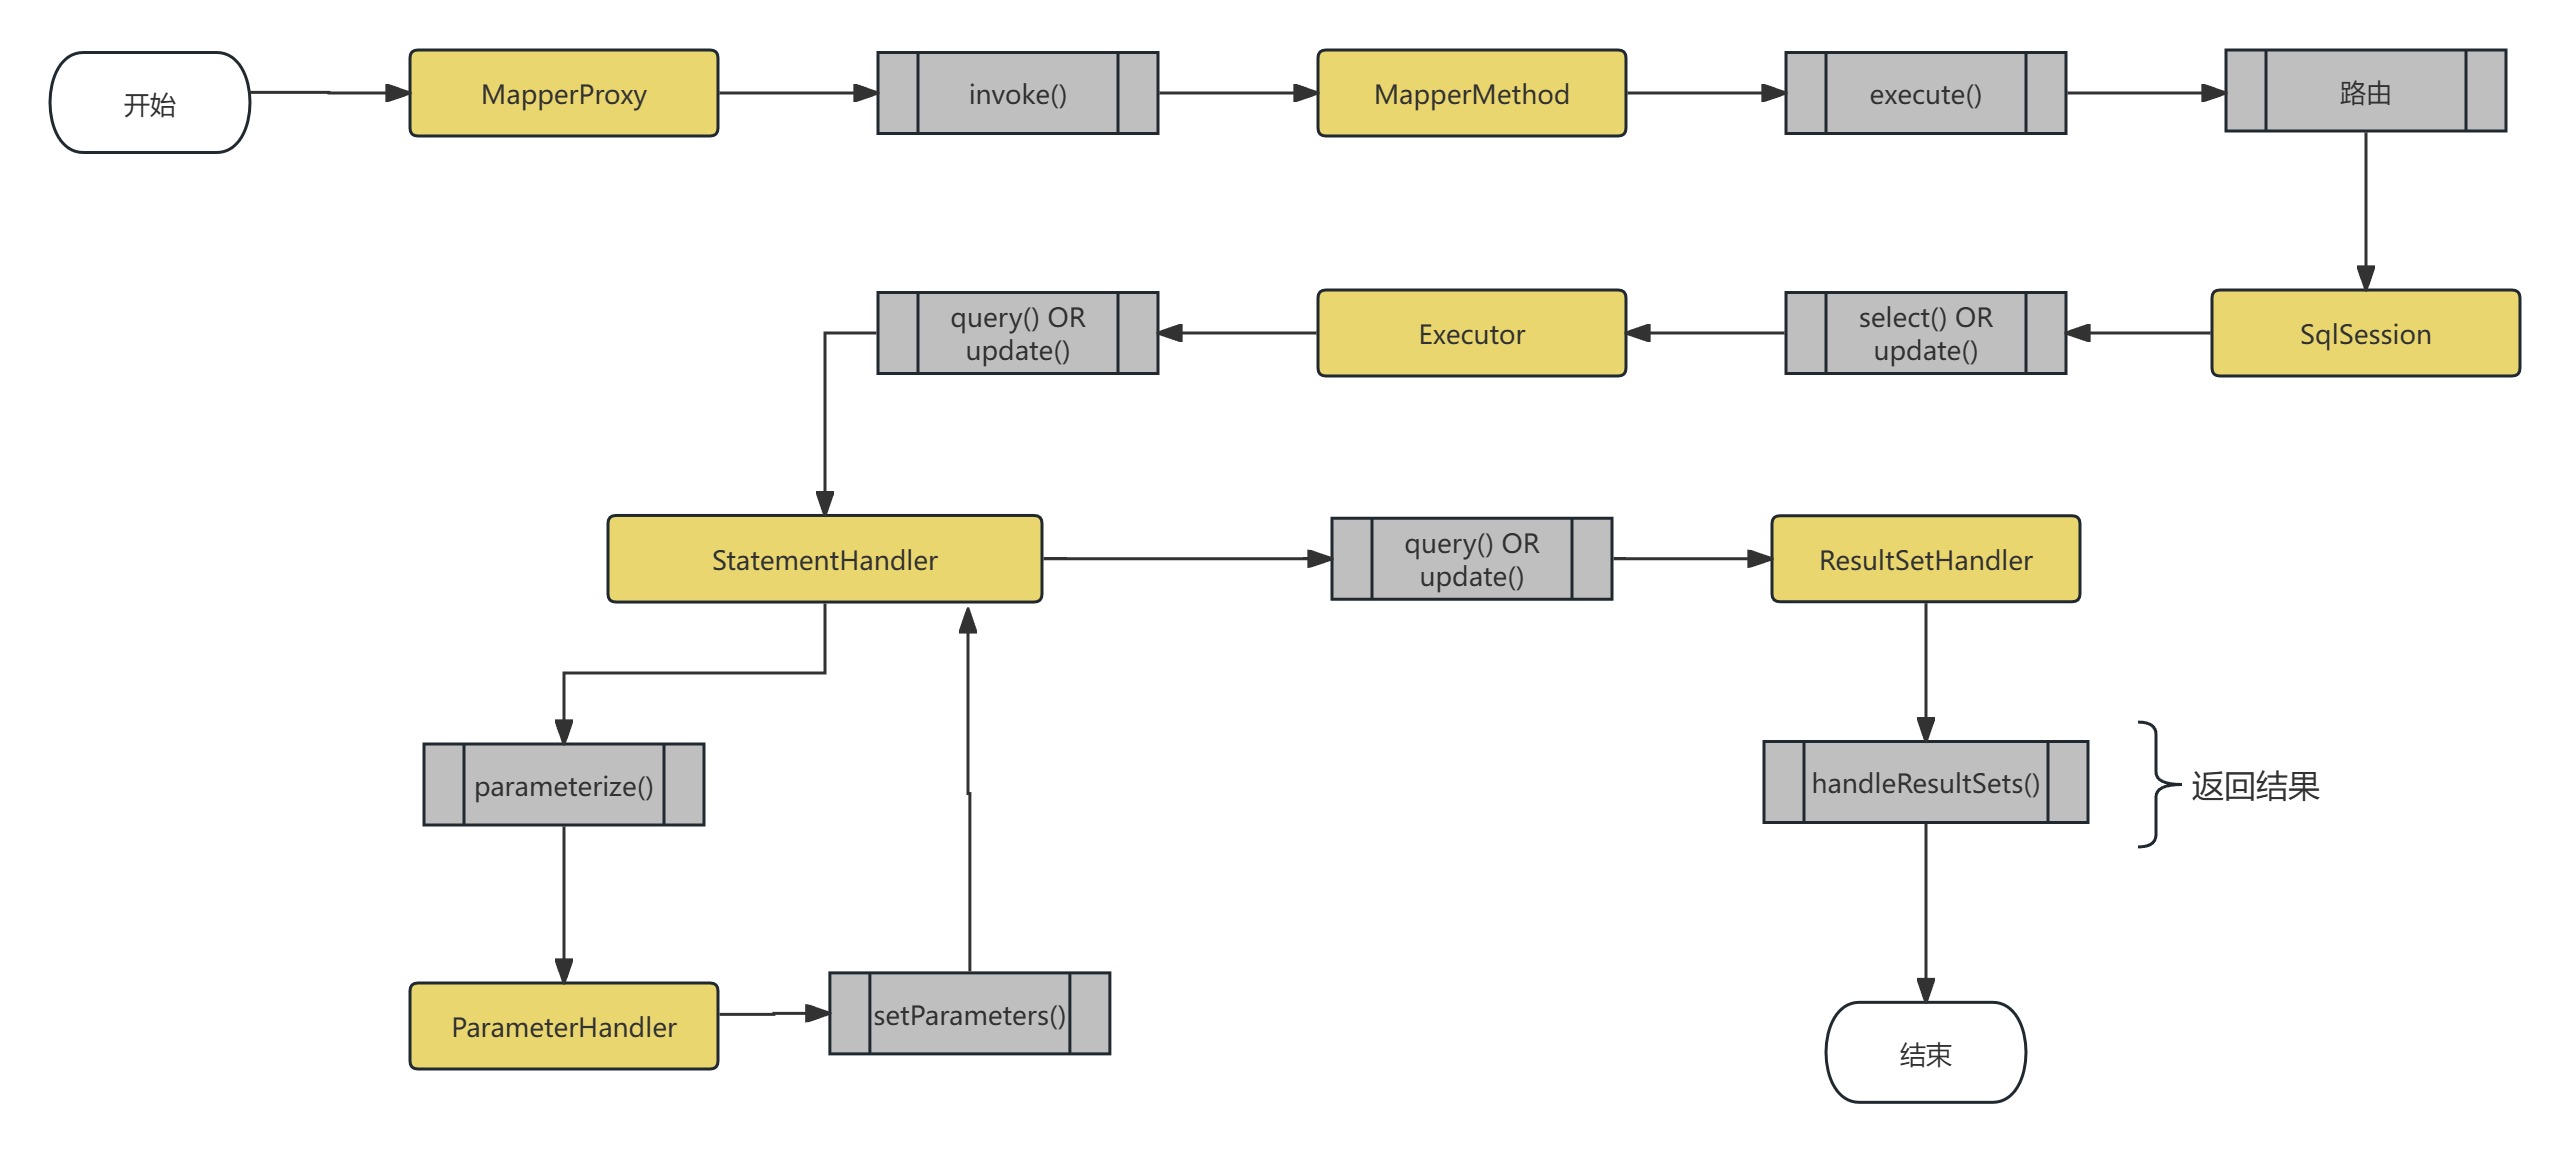 开始
MapperProxy
invoke()
MapperMethod
execute()
路由
SqlSession
select() OR
update()
Executor
query() OR
update()
StatementHandler
query() OR
update()
ResultSetHandler
parameterize()
handleResultSets()
返回结果
ParameterHandler
setParameters()
结束